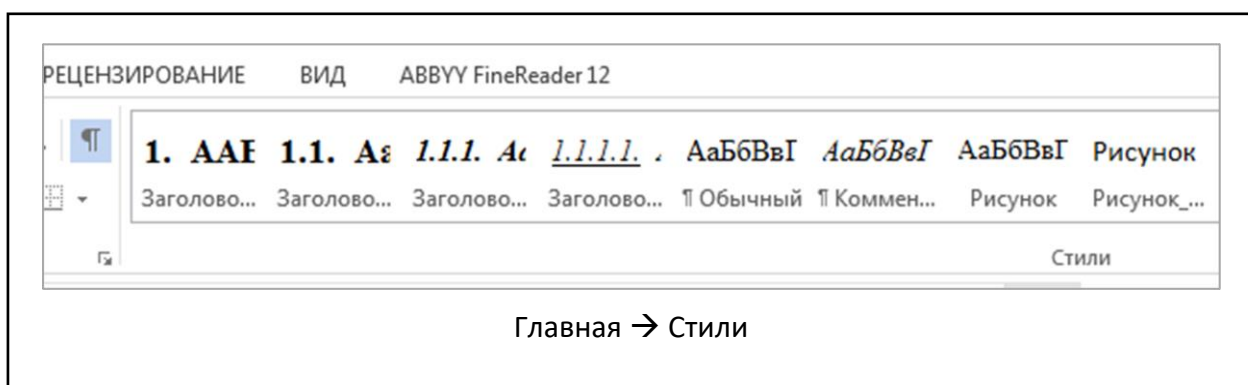 РЕЦЕНЗИРОВАНИЕ ВИД ABBYY FineReader 12
¶ 1. ААБ 1.1. Аа 1.1.1. Аа 1.1.1.1. АаБбВвГ АаБбВвГ АаБбВвГ Рисунок
Заголово... Заголово... Заголово... Заголово... ¶ Обычный ¶ Коммен... Рисунок Рисунок_...
Стили
Главная → Стили